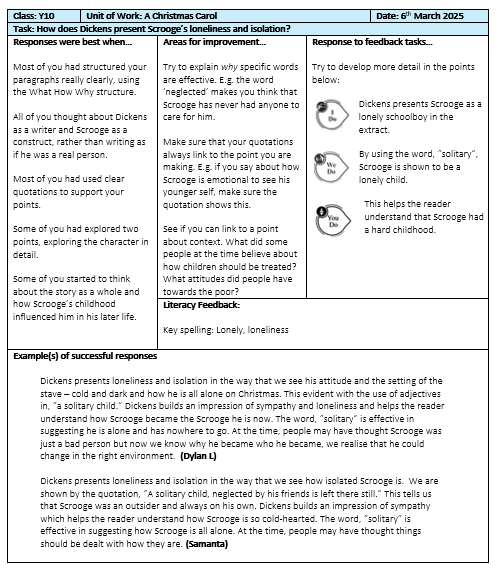 Class: Y10 Unit of Work: A Christmas Carol Date: 6th March 2025
Task: How does Dickens present Scrooge's loneliness and isolation?
Responses were best when...
Most of you had structured your
paragraphs really clearly, using
the What How Why structure.
All of you thought about Dickens
as a writer and Scrooge as a
construct, rather than writing as
if he was a real person.
Most of you had used clear
quotations to support your
points.
Some of you had explored two
points, exploring the character in
detail.
Some of you started to think
about the story as a whole and
how Scrooge's childhood
influenced him in his later life.
Areas for improvement...
Try to explain why specific words
are effective. E.g. the word
'neglected' makes you think that
Scrooge has never had anyone to
care for him.
Make sure that your quotations
always link to the point you are
making. E.g. if you say about how
Scrooge is emotional to see his
younger self, make sure the
quotation shows this.
See if you can link to a point
about context. What did some
people at the time believe about
how children should be treated?
What attitudes did people have
towards the poor?
Literacy Feedback:
Key spelling: Lonely, loneliness
Response to feedback tasks...
Try to develop more detail in the points
below:
I
Do
Dickens presents Scrooge as a
lonely schoolboy in the
extract.
We
Do
By using the word, "solitary",
Scrooge is shown to be a
lonely child.
You
Do
This helps the reader
understand that Scrooge had
a hard childhood.
Example(s) of successful responses
Dickens presents loneliness and isolation in the way that we see his attitude and the setting of the
stave – cold and dark and how he is all alone on Christmas. This evident with the use of adjectives
in, "a solitary child." Dickens builds an impression of sympathy and loneliness and helps the reader
understand how Scrooge became the Scrooge he is now. The word, "solitary" is effective in
suggesting he is alone and has nowhere to go. At the time, people may have thought Scrooge was
just a bad person but now we know why he became who he became, we realise that he could
change in the right environment. (Dylan L)
Dickens presents loneliness and isolation in the way that we see how isolated Scrooge is. We are
shown by the quotation, "A solitary child, neglected by his friends is left there still." This tells us
that Scrooge was an outsider and always on his own. Dickens builds an impression of sympathy
which helps the reader understand how Scrooge is so cold-hearted. The word, "solitary" is
effective in suggesting how Scrooge is all alone. At the time, people may have thought things
should be dealt with how they are. (Samanta)